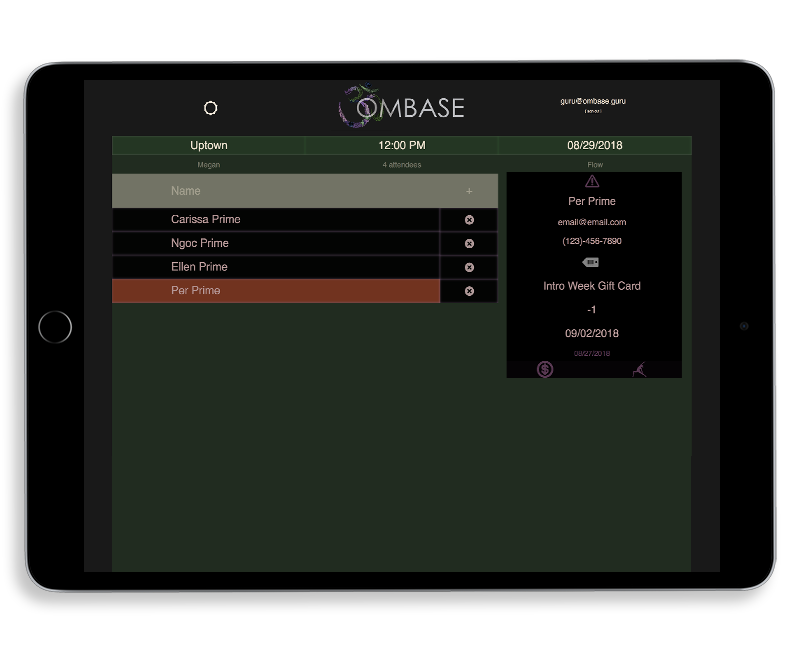 OMBASE
guru@ombase.guru
Uptown
12:00 PM
08/29/2018
Megan
4 attendees
Flow
Name +
Carissa Prime
Ngoc Prime
Ellen Prime
Per Prime
Per Prime
email@email.com
(123)-456-7890
Intro Week Gift Card
-1
09/02/2018
08/27/2018